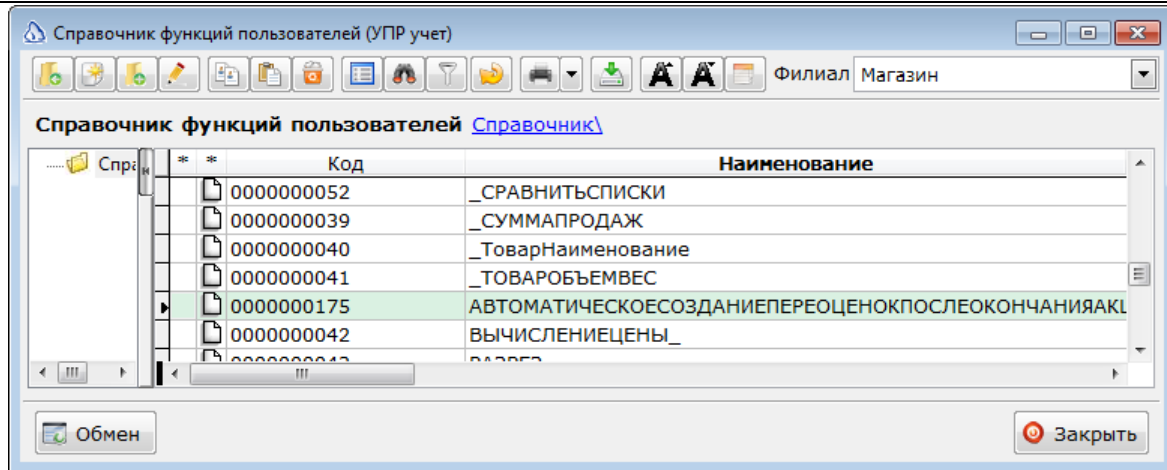 Справочник функций пользователей (УПР учет)
Филиал Магазин
Справочник функций пользователей Справочник\
Спра * * Код Наименование
0000000052 _СРАВНИТЬСПИСКИ
0000000039 _СУММАПРОДАЖ
0000000040 _ТоварНаименование
0000000041 _ТОВАРОБЪЕМВЕС
0000000175 АВТОМАТИЧЕСКОЕСОЗДАНИЕПЕРЕОЦЕНОКПОСЛЕОКОНЧАНИЯАКЦ
0000000042 ВЫЧИСЛЕНИЕЦЕНЫ_
Обмен Закрыть